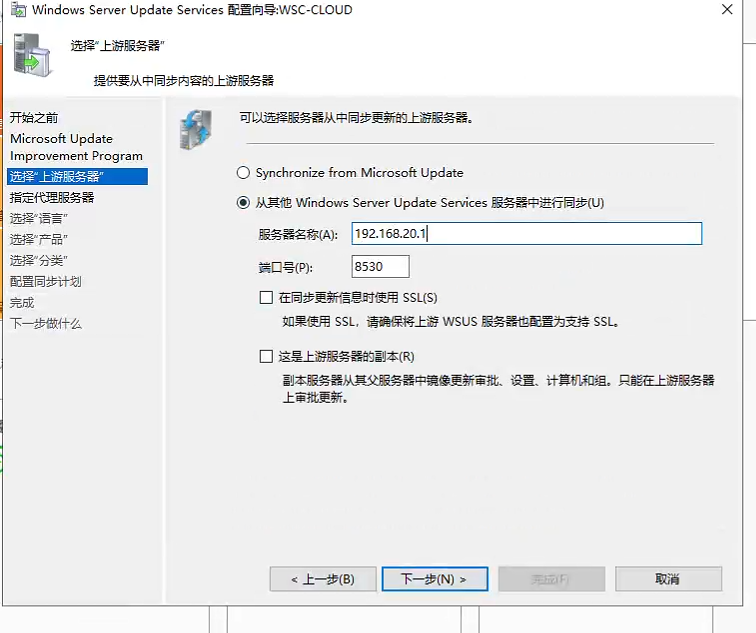 Windows Server Update Services 配置向导:WSC-CLOUD
选择"上游服务器"
提供要从中同步内容的上游服务器
开始之前
Microsoft Update
Improvement Program
选择"上游服务器"
指定代理服务器
选择"语言"
选择"产品"
选择"分类"
配置同步计划
完成
下一步做什么
可以选择服务器从中同步更新的上游服务器。
Synchronize from Microsoft Update
从其他 Windows Server Update Services 服务器中进行同步(U)
服务器名称(A):
192.168.20.1
端口号(P):
8530
在同步更新信息时使用 SSL(S)
如果使用 SSL，请确保将上游 WSUS 服务器也配置为支持 SSL。
这是上游服务器的副本(R)
副本服务器从其父服务器中镜像更新审批、设置、计算机和组。只能在上游服务器
上审批更新。
< 上一步(B)
下一步(N) >
完成(F)
取消